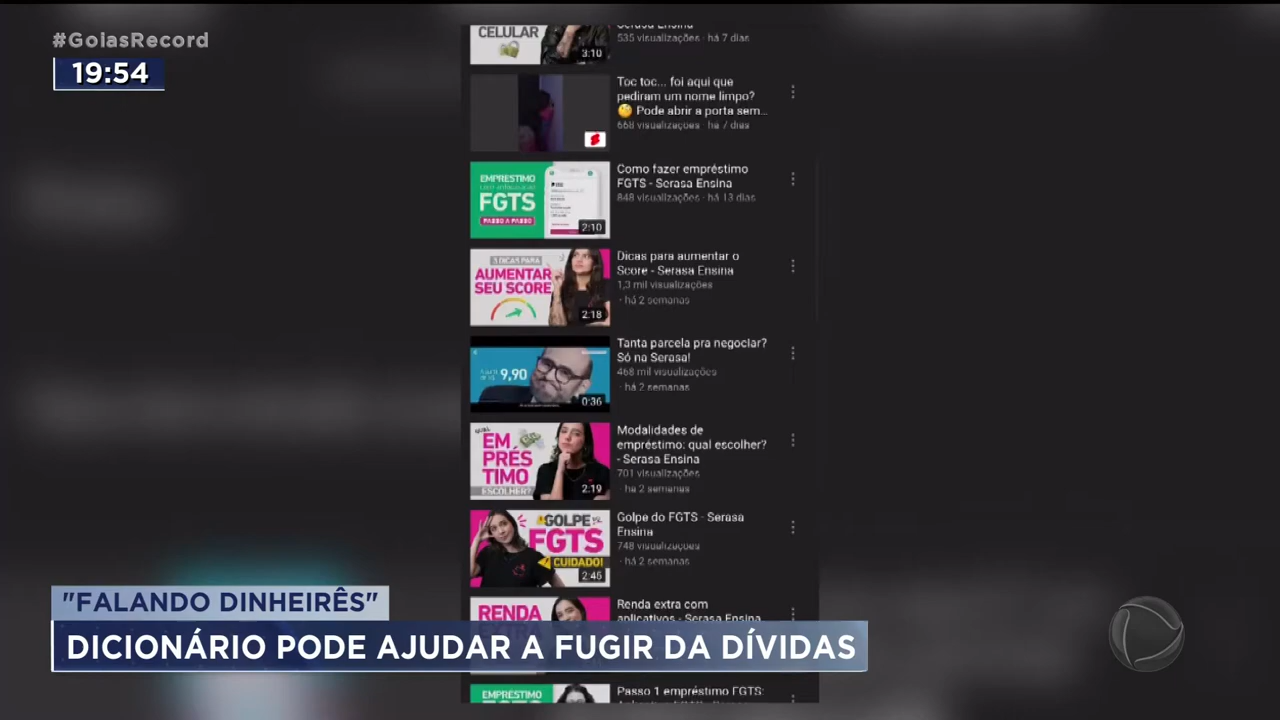 #GoiasRecord
19:54
CELULAR
3:10
Serasa Ensina
535 visualizações · há 7 dias
Toc toc... foi aqui que
pediram um nome limpo?
🧐 Pode abrir a porta sem...
668 visualizações · há 7 dias
EMPRÉSTIMO
FGTS
PASSO A PASSO
2:10
Como fazer empréstimo
FGTS - Serasa Ensina
848 visualizações · há 13 dias
3 DICAS PARA
AUMENTAR
SEU SCORE
2:18
Dicas para aumentar o
Score - Serasa Ensina
1,3 mil visualizações
· há 2 semanas
9,90
0:36
Tanta parcela pra negociar?
Só na Serasa!
468 mil visualizações
· há 2 semanas
QUAL
EM
PRÉS
TIMO
ESCOLHER?
2:19
Modalidades de
empréstimo: qual escolher?
- Serasa Ensina
701 visualizações
· há 2 semanas
GOLPE
FGTS
CUIDADO!
2:45
Golpe do FGTS - Serasa
Ensina
748 visualizações
· há 2 semanas
RENDA
Renda extra com
aplicativos - Serasa Ensina
EMPRÉSTIMO
Passo 1 empréstimo FGTS:
"FALANDO DINHEIRÊS"
DICIONÁRIO PODE AJUDAR A FUGIR DA DÍVIDAS